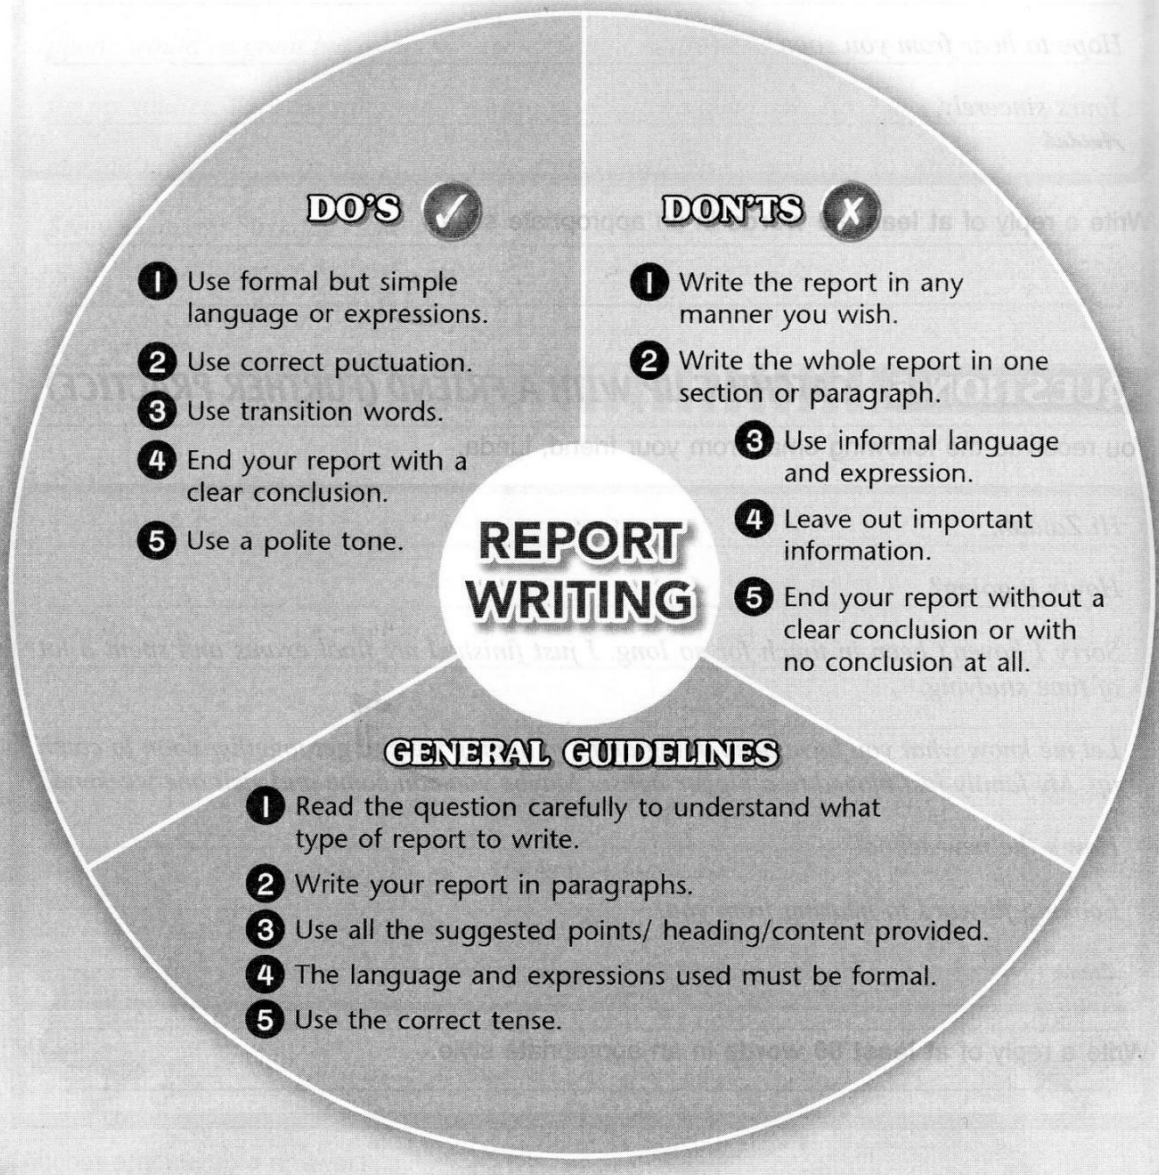 DO'S
1 Use formal but simple
language or expressions.
2 Use correct puctuation.
3 Use transition words.
4 End your report with a
clear conclusion.
5 Use a polite tone.
DON'TS
1 Write the report in any
manner you wish.
2 Write the whole report in one
section or paragraph.
3 Use informal language
and expression.
4 Leave out important
information.
5 End your report without a
clear conclusion or with
no conclusion at all.
REPORT
WRITING
GENERAL GUIDELINES
1 Read the question carefully to understand what
type of report to write.
2 Write your report in paragraphs.
3 Use all the suggested points/ heading/content provided.
4 The language and expressions used must be formal.
5 Use the correct tense.